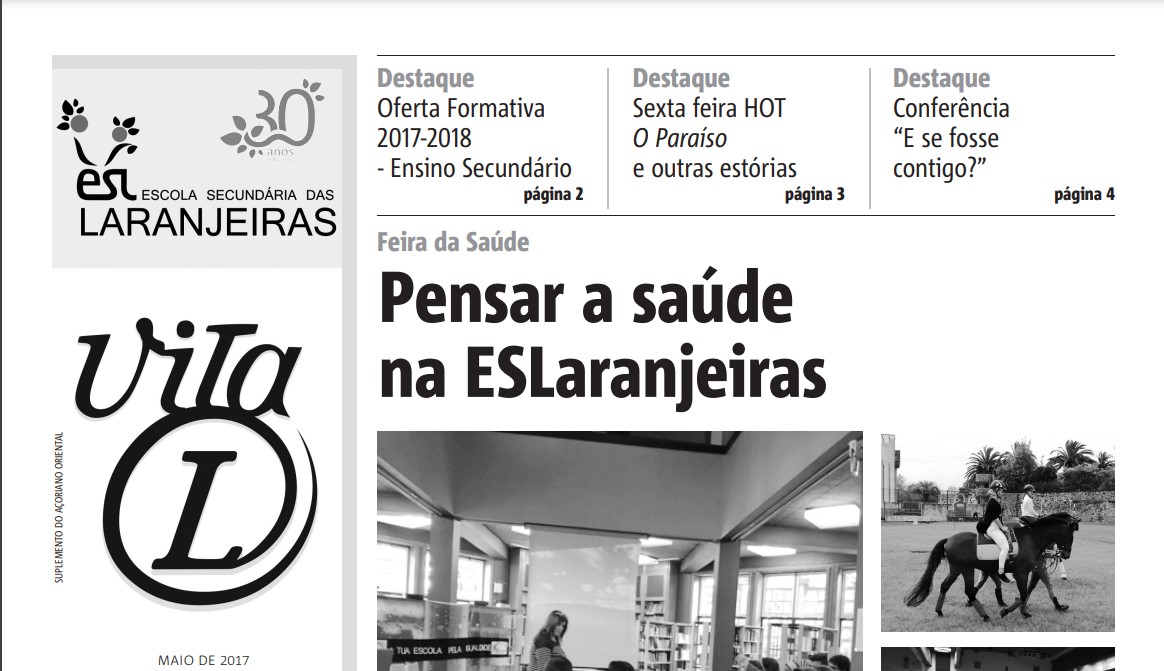 esl ESCOLA SECUNDÁRIA DAS
LARANJEIRAS
30
anos
Vita
L
SUPLEMENTO DO AÇORIANO ORIENTAL
MAIO DE 2017
Destaque
Oferta Formativa
2017-2018
- Ensino Secundário
página 2
Destaque
Sexta feira HOT
O Paraíso
e outras estórias
página 3
Destaque
Conferência
“E se fosse
contigo?”
página 4
Feira da Saúde
Pensar a saúde
na ESLaranjeiras
TUA ESCOLA PELA IGUALDADE